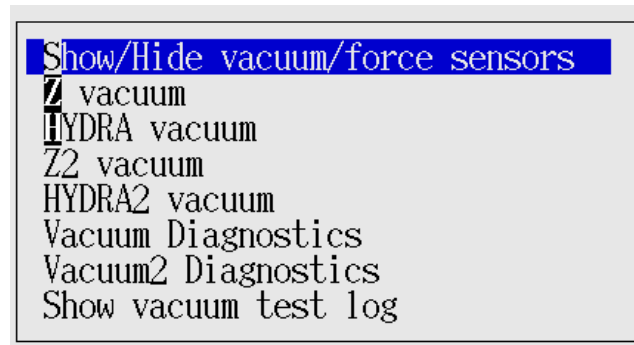 Show/Hide vacuum/force sensors
Z vacuum
HYDRA vacuum
Z2 vacuum
HYDRA2 vacuum
Vacuum Diagnostics
Vacuum2 Diagnostics
Show vacuum test log